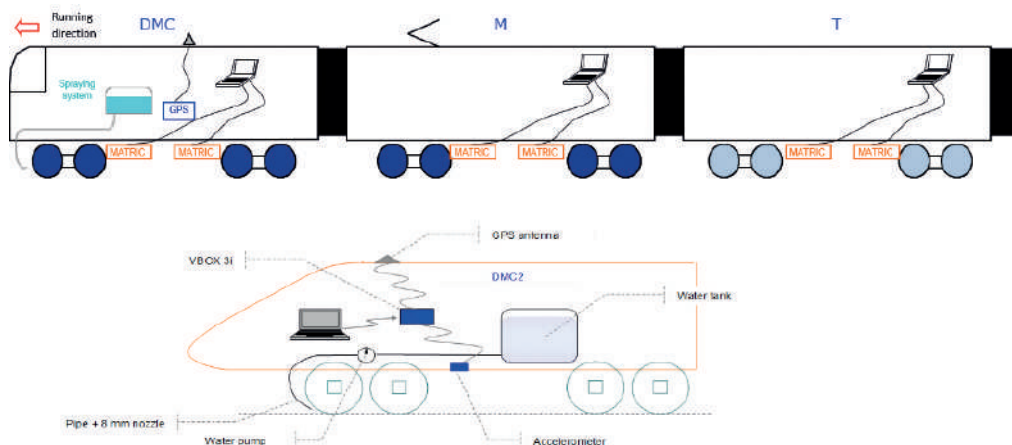 Running
direction
DMC
M
T
Spraying
system
GPS
MATRIC
MATRIC
MATRIC
MATRIC
MATRIC
MATRIC
GPS antenna
VBOX 3i
DMC2
Water tank
Pipe + 8 mm nozzle
Water pump
Accelerometer